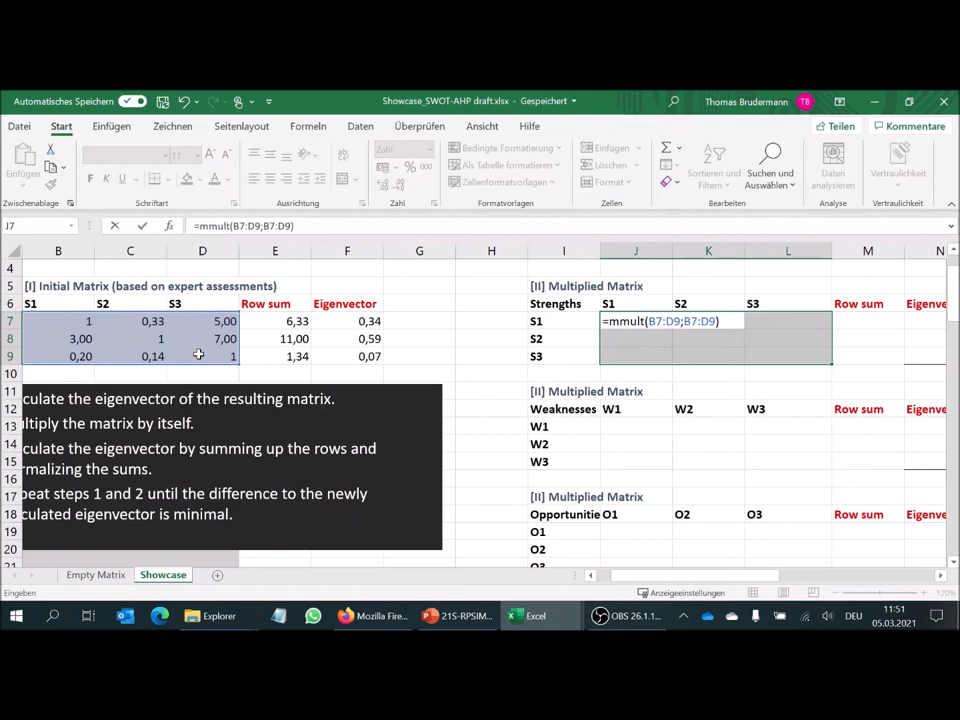 Automatisches Speichern
Showcase_SWOT-AHP draft.xlsx - Gespeichert
Thomas Brudermann
TB
Datei Start Einfügen Zeichnen Seitenlayout Formeln Daten Überprüfen Ansicht Hilfe
Teilen Kommentare
Einfügen
11
F K U
Zahl
% 000
Bedingte Formatierung
Als Tabelle formatieren
Zellenformatvorlagen
Einfügen
Löschen
Format
Sortieren und Filtern
Suchen und Auswählen
Daten analysieren
Vertraulichkeit
Zwischenablage Schriftart Ausrichtung Zahl Formatvorlagen Zellen Bearbeiten Analyse Vertraulichkeit
J7 fx =mmult(B7:D9;B7:D9)
B C D E F G H I J K L M N
4
5 [I] Initial Matrix (based on expert assessments) [II] Multiplied Matrix
6 S1 S2 S3 Row sum Eigenvector Strengths S1 S2 S3 Row sum Eigenve
7 1 0,33 5,00 6,33 0,34 S1 =mmult(B7:D9;B7:D9)
8 3,00 1 7,00 11,00 0,59 S2
9 0,20 0,14 1 1,34 0,07 S3
10
11 culate the eigenvector of the resulting matrix. [II] Multiplied Matrix
12 ltiply the matrix by itself. Weaknesses W1 W2 W3 Row sum Eigenve
13 W1
14 culate the eigenvector by summing up the rows and W2
15 rmalizing the sums. W3
16
17 peat steps 1 and 2 until the difference to the newly [II] Multiplied Matrix
18 culated eigenvector is minimal. Opportunitie O1 O2 O3 Row sum Eigenve
19 O1
20 O2
21 O3
Empty Matrix Showcase
Eingeben Anzeigeeinstellungen 120%
Explorer Mozilla Fire... 21S-RPSIM... Excel OBS 26.1.1... DEU 11:51
05.03.2021